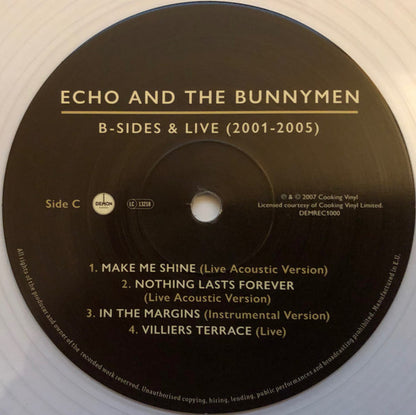 ECHO AND THE BUNNYMEN
B-SIDES & LIVE (2001-2005)
Side C
DEMON
LC 13218
℗ & © 2007 Cooking Vinyl
Licensed courtesy of Cooking Vinyl Limited.
DEMREC1000
1. MAKE ME SHINE (Live Acoustic Version)
2. NOTHING LASTS FOREVER
(Live Acoustic Version)
3. IN THE MARGINS (Instrumental Version)
4. VILLIERS TERRACE (Live)
All rights of the producer and owner of the recorded work reserved. Unauthorised copying, hiring, lending, public performances and broadcasting prohibited. Manufactured in E.U.